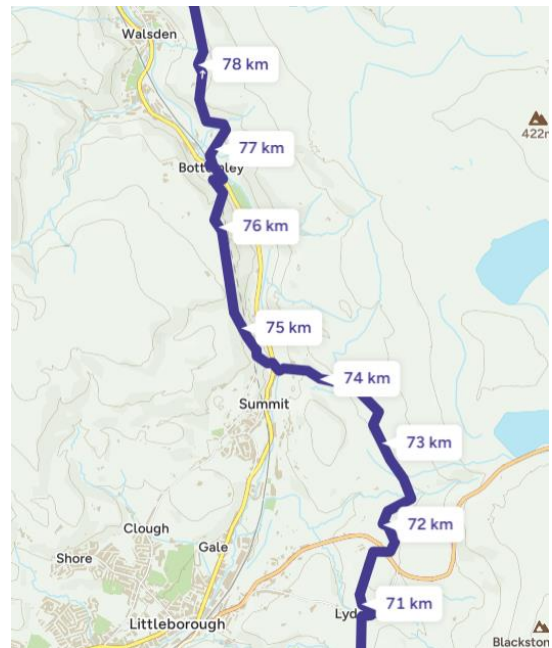 Walsden
78 km
422m
77 km
Bottomley
76 km
75 km
74 km
Summit
73 km
72 km
Clough
Gale
Shore
71 km
Lyd
Littleborough
Blackston